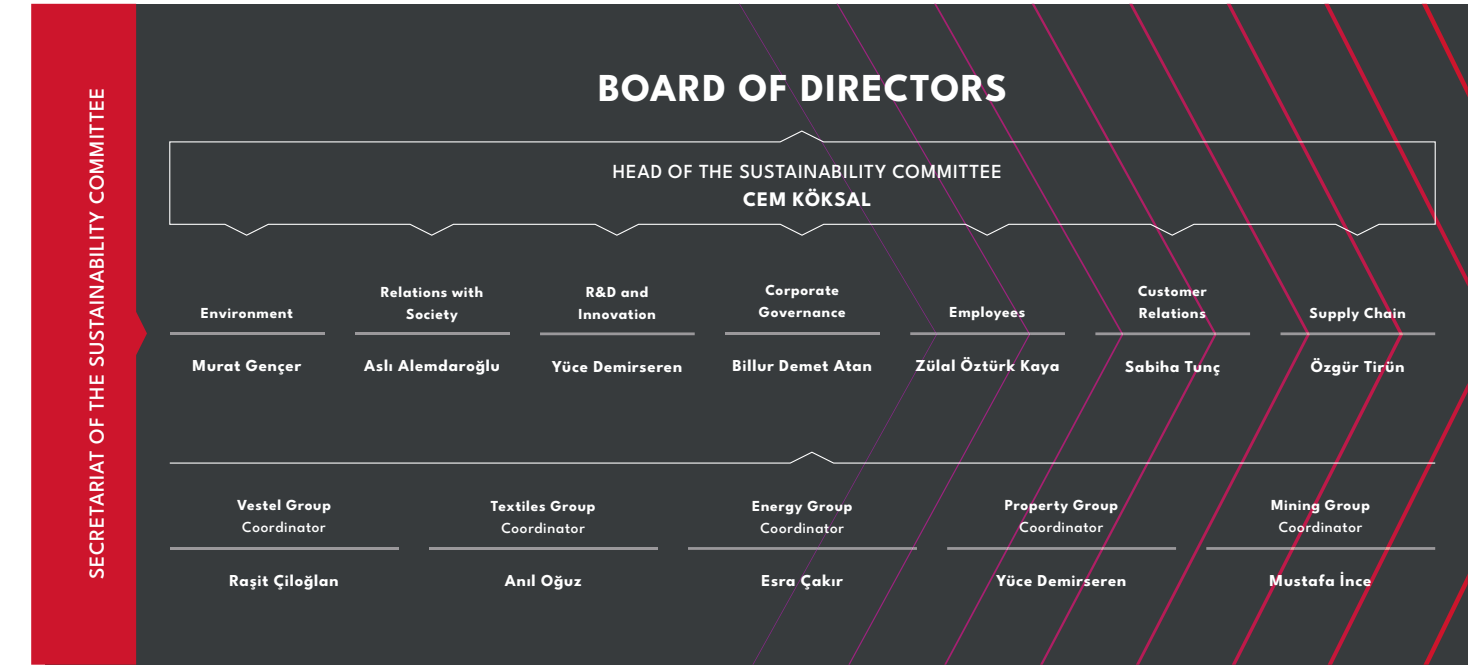 SECRETARIAT OF THE SUSTAINABILITY COMMITTEE
BOARD OF DIRECTORS
HEAD OF THE SUSTAINABILITY COMMITTEE
CEM KÖKSAL
Environment
Murat Gençer
Relations with
Society
Aslı Alemdaroğlu
R&D and
Innovation
Yüce Demirseren
Corporate
Governance
Billur Demet Atan
Employees
Zülal Öztürk Kaya
Customer
Relations
Sabiha Tunç
Supply Chain
Özgür Tirün
Vestel Group
Coordinator
Raşit Çiloğlan
Textiles Group
Coordinator
Anıl Oğuz
Energy Group
Coordinator
Esra Çakır
Property Group
Coordinator
Yüce Demirseren
Mining Group
Coordinator
Mustafa İnce